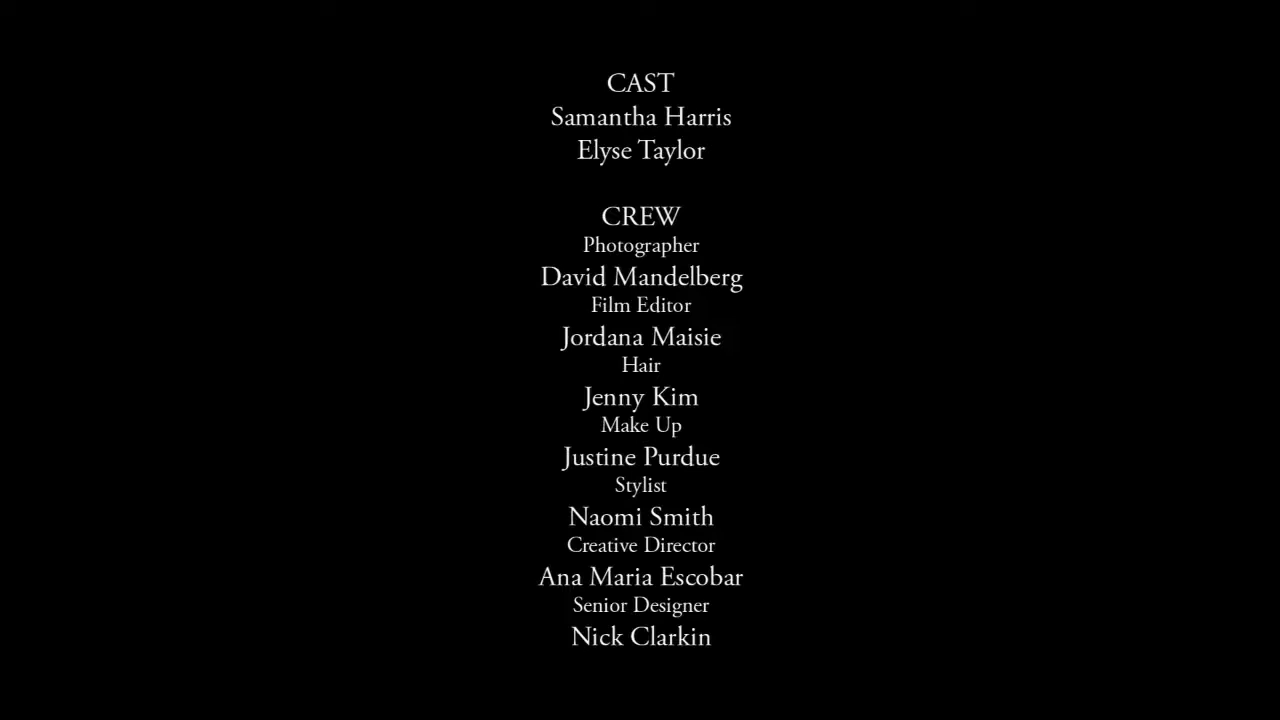 CAST
Samantha Harris
Elyse Taylor
CREW
Photographer
David Mandelberg
Film Editor
Jordana Maisie
Hair
Jenny Kim
Make Up
Justine Purdue
Stylist
Naomi Smith
Creative Director
Ana Maria Escobar
Senior Designer
Nick Clarkin